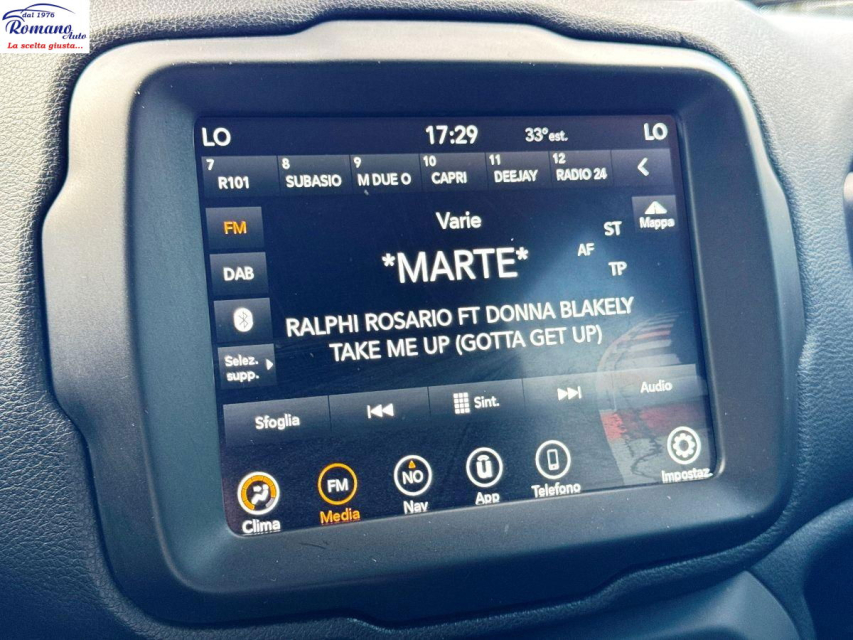 dal 1976
Romano Auto
La scelta giusta...
LO 17:29 33° est. LO
7 R101 8 SUBASIO 9 M DUE O 10 CAPRI 11 DEEJAY 12 RADIO 24 <
FM Varie Mappa
ST
AF
*MARTE*
DAB TP
RALPHI ROSARIO FT DONNA BLAKELY
TAKE ME UP (GOTTA GET UP)
Selez.
supp.
Sfoglia Sint. Audio
FM NO
Clima Media Nav App Telefono Impostaz.